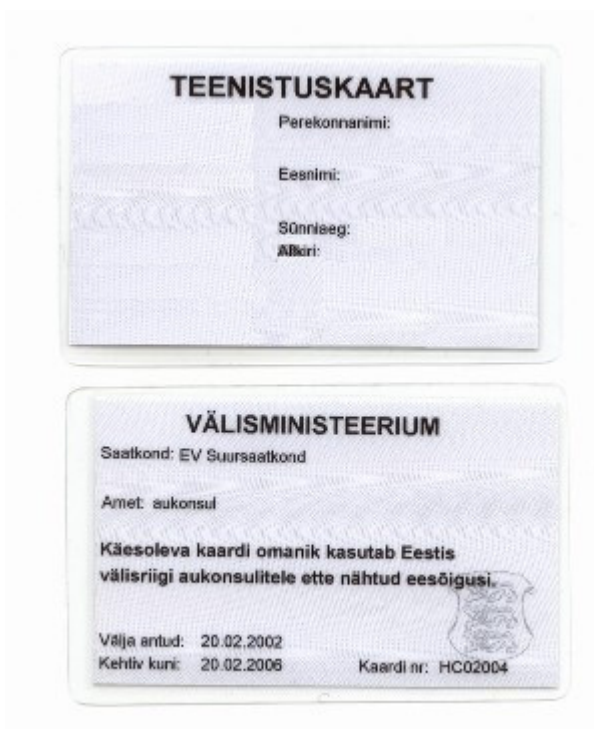 TEENISTUSKAART
Perekonnanimi:
Eesnimi:
Sünniaeg:
Allkiri:
VÄLISMINISTEERIUM
Saatkond: EV Suursaatkond
Amet: aukonsul
Käesoleva kaardi omanik kasutab Eestis
välisriigi aukonsulitele ette nähtud eesõigusi.
Välja antud: 20.02.2002
Kehtiv kuni: 20.02.2006 Kaardi nr: HC02004